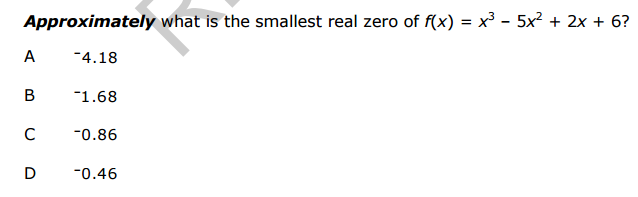 Approximately what is the smallest real zero of f(x) = x³ – 5x² + 2x + 6?
A ⁻4.18
B ⁻1.68
C ⁻0.86
D ⁻0.46